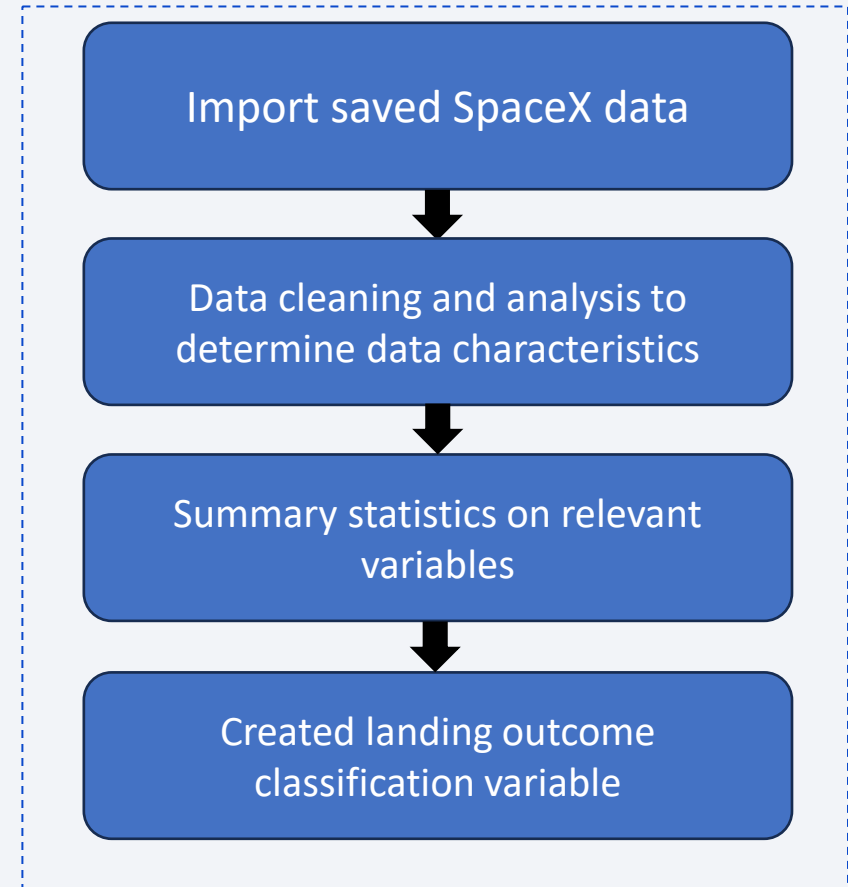 Import saved SpaceX data
Data cleaning and analysis to
determine data characteristics
Summary statistics on relevant
variables
Created landing outcome
classification variable